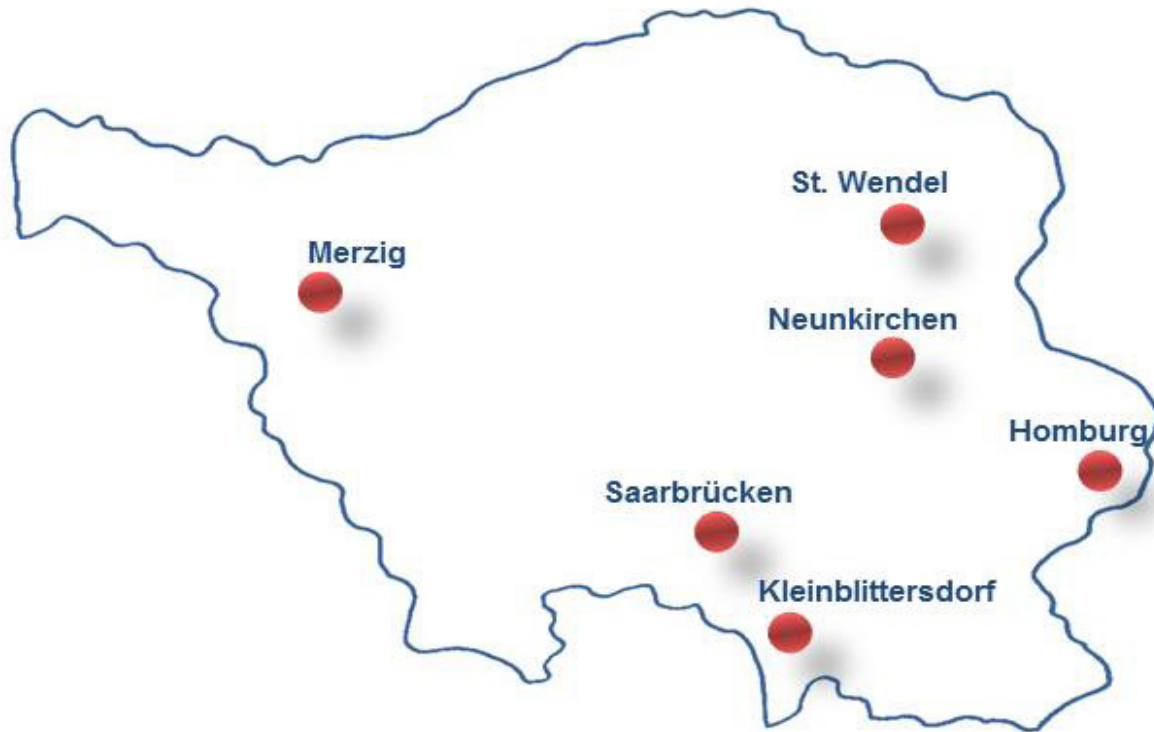 St. Wendel
Merzig
Neunkirchen
Homburg
Saarbrücken
Kleinblittersdorf